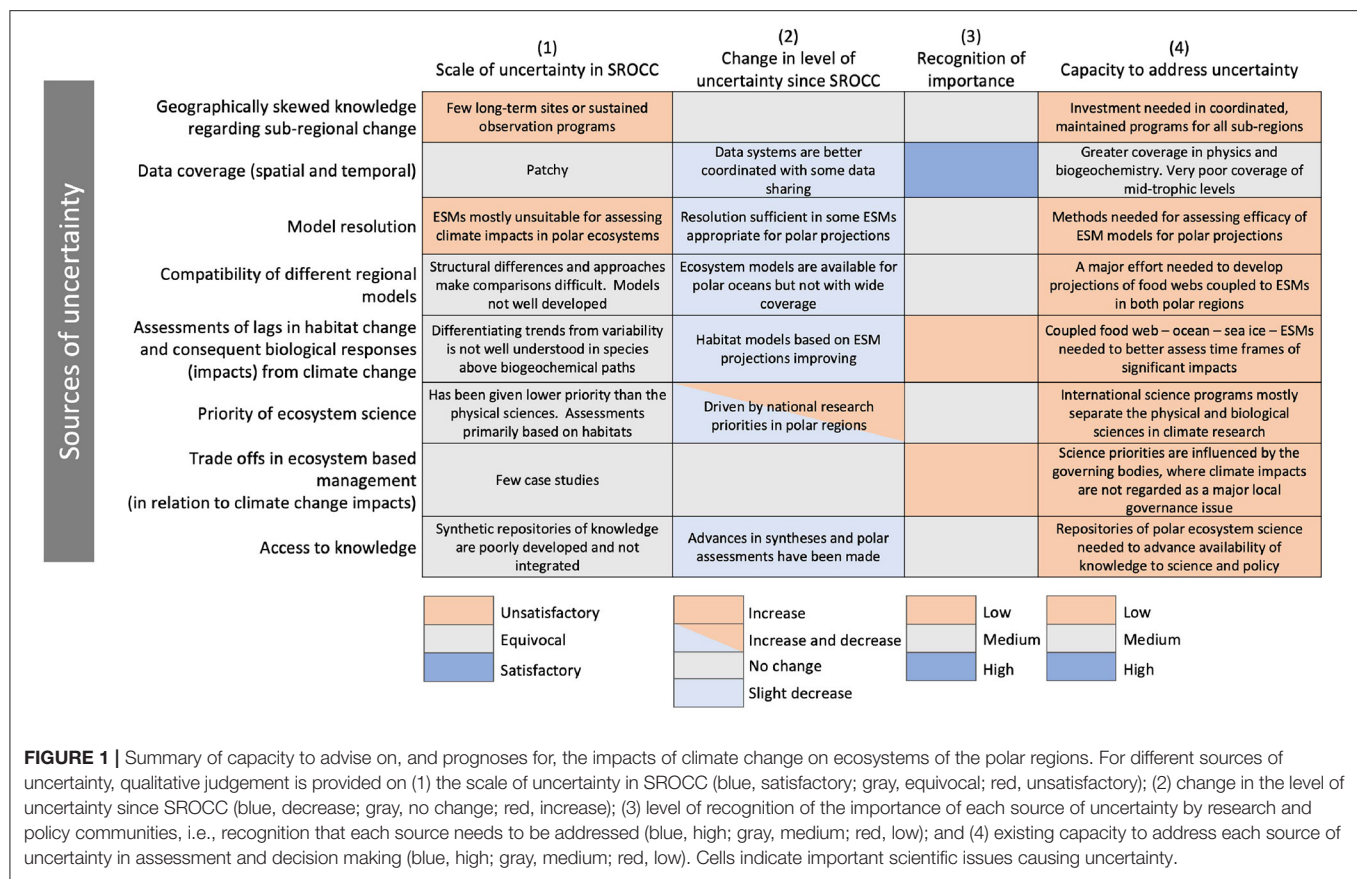 (1)
Scale of uncertainty in SROCC
(2)
Change in level of
uncertainty since SROCC
(3)
Recognition of
importance
(4)
Capacity to address uncertainty
Sources of uncertainty
Geographically skewed knowledge
regarding sub-regional change
Few long-term sites or sustained
observation programs
Investment needed in coordinated,
maintained programs for all sub-regions
Data coverage (spatial and temporal)
Patchy
Data systems are better
coordinated with some data
sharing
Greater coverage in physics and
biogeochemistry. Very poor coverage of
mid-trophic levels
Model resolution
ESMs mostly unsuitable for assessing
climate impacts in polar ecosystems
Resolution sufficient in some ESMs
appropriate for polar projections
Methods needed for assessing efficacy of
ESM models for polar projections
Compatibility of different regional
models
Structural differences and approaches
make comparisons difficult. Models
not well developed
Ecosystem models are available for
polar oceans but not with wide
coverage
A major effort needed to develop
projections of food webs coupled to ESMs
in both polar regions
Assessments of lags in habitat change
and consequent biological responses
(impacts) from climate change
Differentiating trends from variability
is not well understood in species
above biogeochemical paths
Habitat models based on ESM
projections improving
Coupled food web – ocean – sea ice – ESMs
needed to better assess time frames of
significant impacts
Priority of ecosystem science
Has been given lower priority than the
physical sciences. Assessments
primarily based on habitats
Driven by national research
priorities in polar regions
International science programs mostly
separate the physical and biological
sciences in climate research
Trade offs in ecosystem based
management
(in relation to climate change impacts)
Few case studies
Science priorities are influenced by the
governing bodies, where climate impacts
are not regarded as a major local
governance issue
Access to knowledge
Synthetic repositories of knowledge
are poorly developed and not
integrated
Advances in syntheses and polar
assessments have been made
Repositories of polar ecosystem science
needed to advance availability of
knowledge to science and policy
Unsatisfactory
Equivocal
Satisfactory
Increase
Increase and decrease
No change
Slight decrease
Low
Medium
High
Low
Medium
High
FIGURE 1 | Summary of capacity to advise on, and prognoses for, the impacts of climate change on ecosystems of the polar regions. For different sources of
uncertainty, qualitative judgement is provided on (1) the scale of uncertainty in SROCC (blue, satisfactory; gray, equivocal; red, unsatisfactory); (2) change in the level of
uncertainty since SROCC (blue, decrease; gray, no change; red, increase); (3) level of recognition of the importance of each source of uncertainty by research and
policy communities, i.e., recognition that each source needs to be addressed (blue, high; gray, medium; red, low); and (4) existing capacity to address each source of
uncertainty in assessment and decision making (blue, high; gray, medium; red, low). Cells indicate important scientific issues causing uncertainty.